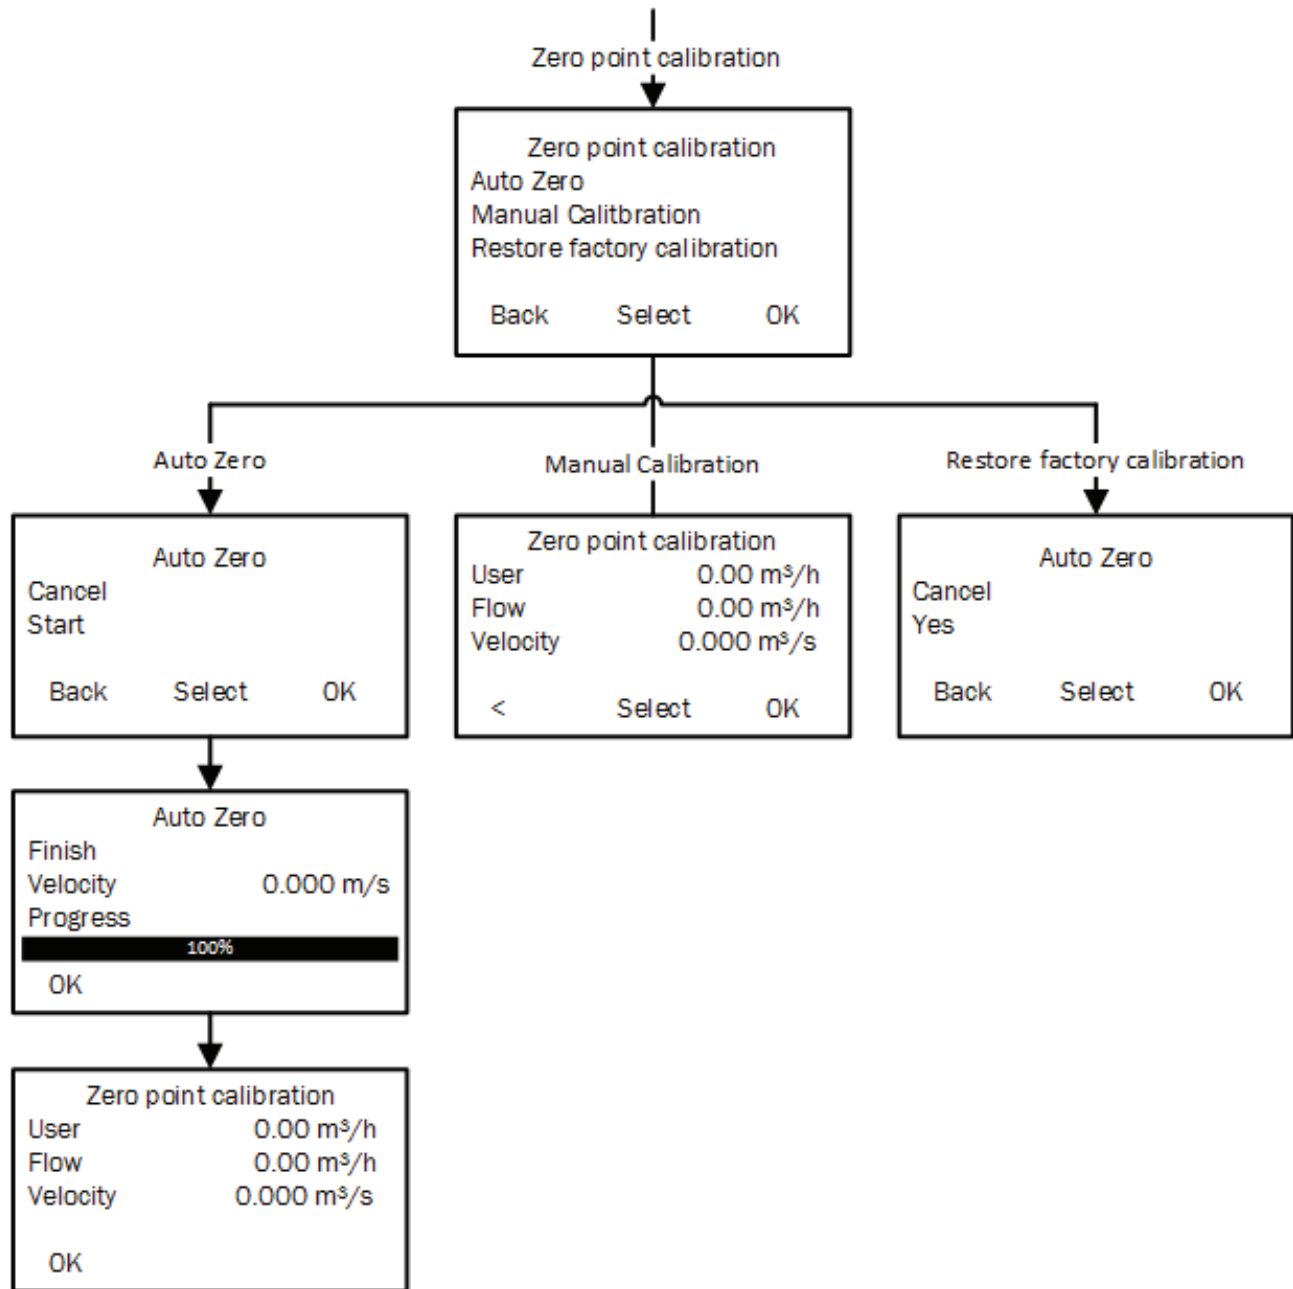 Zero point calibration
Zero point calibration
Auto Zero
Manual Calitbration
Restore factory calibration
Back Select OK
Auto Zero
Manual Calibration
Restore factory calibration
Auto Zero
Cancel
Start
Back Select OK
Zero point calibration
User 0.00 m³/h
Flow 0.00 m³/h
Velocity 0.000 m³/s
< Select OK
Auto Zero
Cancel
Yes
Back Select OK
Auto Zero
Finish
Velocity 0.000 m/s
Progress
100%
OK
Zero point calibration
User 0.00 m³/h
Flow 0.00 m³/h
Velocity 0.000 m³/s
OK